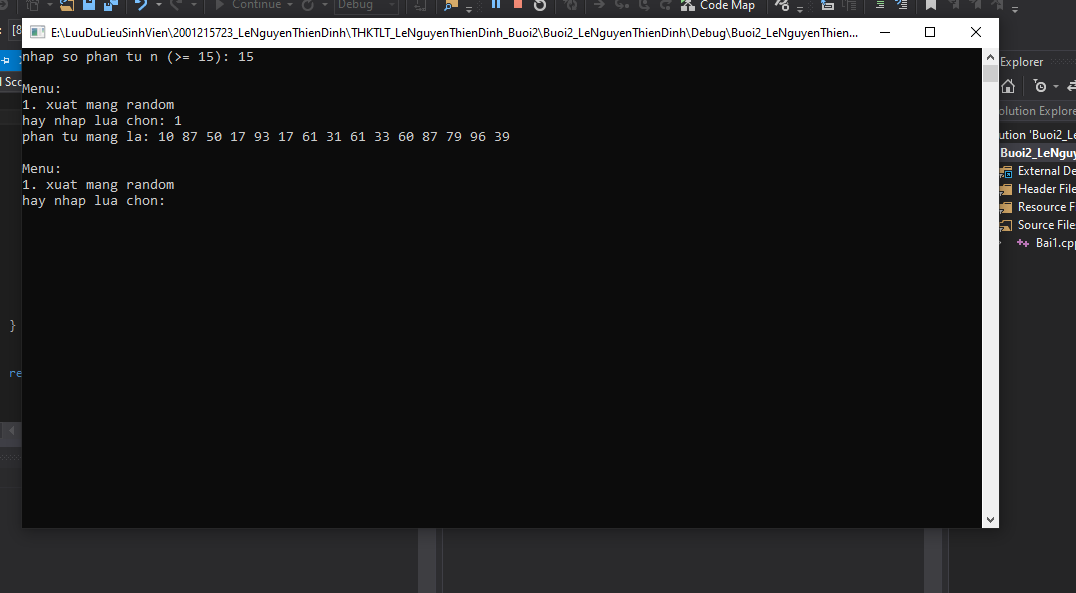 Continue
Debug
Code Map
E:\LuuDuLieuSinhVien\2001215723_LeNguyenThienDinh\THKTLT_LeNguyenThienDinh_Buoi2\Buoi2_LeNguyenThienDinh\Debug\Buoi2_LeNguyenThien...
nhap so phan tu n (>= 15): 15
Menu:
1. xuat mang random
hay nhap lua chon: 1
phan tu mang la: 10 87 50 17 93 17 61 31 61 33 60 87 79 96 39
Menu:
1. xuat mang random
hay nhap lua chon:
Explorer
olution Explore
ution 'Buoi2_Le
Buoi2_LeNguy
External De
Header File
Resource F
Source File
Bai1.cpp
}
re